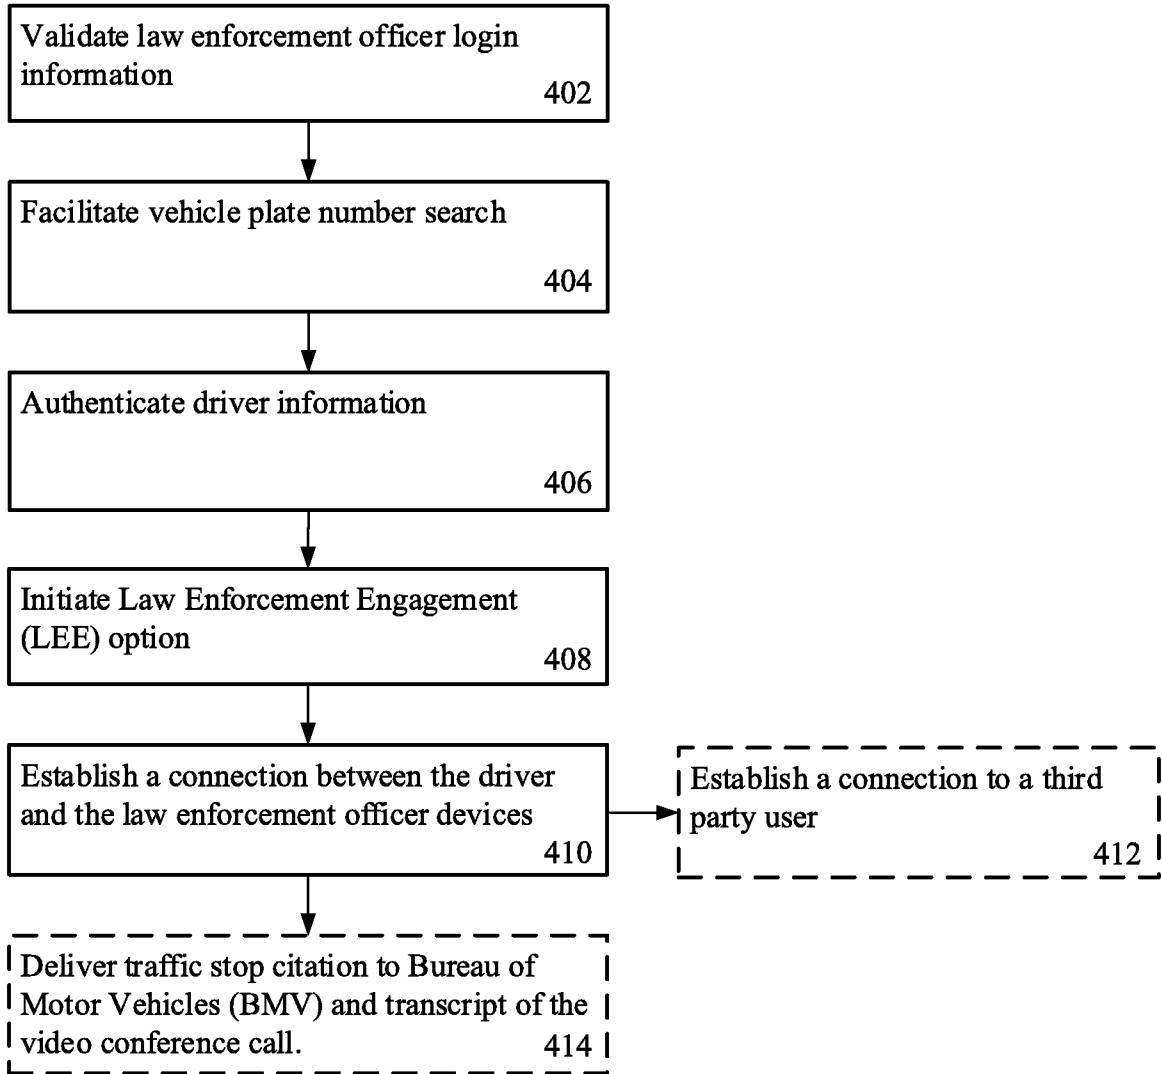 Validate law enforcement officer login
information
402
Facilitate vehicle plate number search
404
Authenticate driver information
406
Initiate Law Enforcement Engagement
(LEE) option
408
Establish a connection between the driver
and the law enforcement officer devices
410
Establish a connection to a third
party user
412
Deliver traffic stop citation to Bureau of
Motor Vehicles (BMV) and transcript of the
video conference call.
414